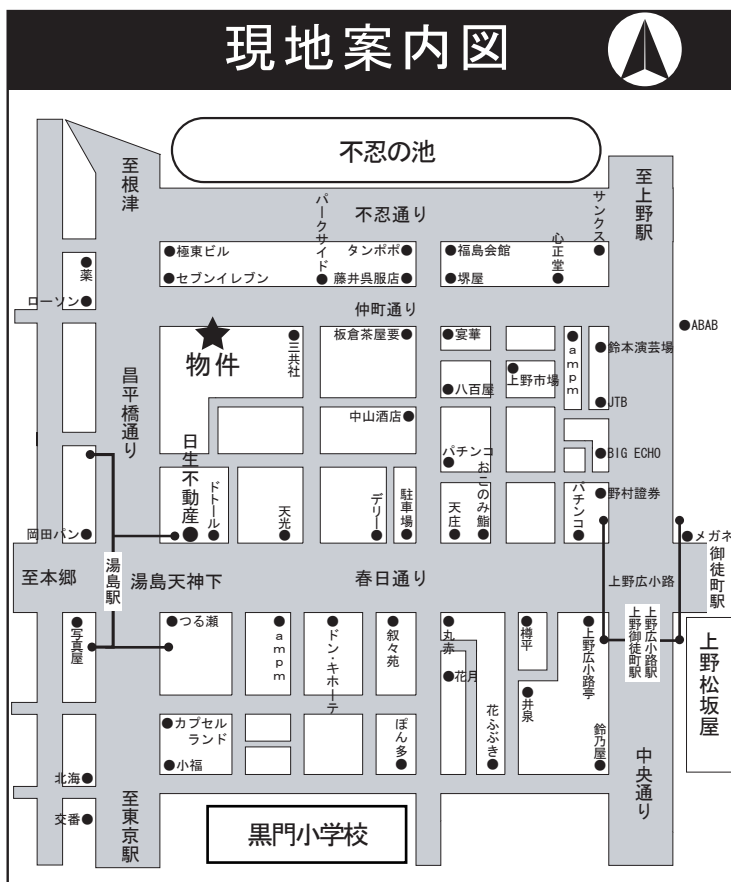 現地案内図
不忍の池
至根津
至上野駅
パークサイド
サンクス
不忍通り
極東ビル
タンポポ
福島会館
心正堂
薬
セブンイレブン
藤井呉服店
堺屋
ローソン
仲町通り
ABAB
物件
三共社
板倉茶屋要
宴華
ampm
鈴本演芸場
上野市場
昌平橋通り
八百屋
JTB
中山酒店
日生不動産
パチンコ
BIG ECHO
おこのみ鮨
ドトール
天光
デリー
駐車場
天庄
パチンコ
野村證券
岡田パン
メガネ
御徒町駅
至本郷
湯島駅
湯島天神下
春日通り
上野広小路
つる瀬
写真屋
ampm
ドン・キホーテ
叙々苑
丸赤
樽平
上野広小路亭
上野広小路駅
上野御徒町駅
上野松坂屋
花月
井泉
カプセル
ランド
ぽん多
花ふぶき
鈴乃屋
小福
北海
中央通り
交番
至東京駅
黒門小学校